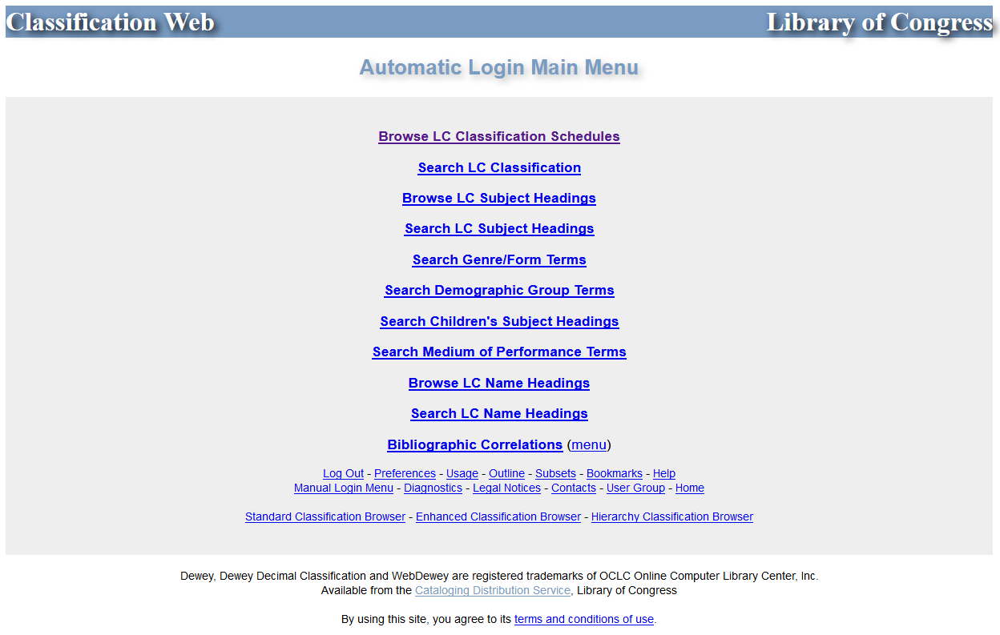 Classification Web Library of Congress
Automatic Login Main Menu
Browse LC Classification Schedules
Search LC Classification
Browse LC Subject Headings
Search LC Subject Headings
Search Genre/Form Terms
Search Demographic Group Terms
Search Children's Subject Headings
Search Medium of Performance Terms
Browse LC Name Headings
Search LC Name Headings
Bibliographic Correlations (menu)
Log Out - Preferences - Usage - Outline - Subsets - Bookmarks - Help
Manual Login Menu - Diagnostics - Legal Notices - Contacts - User Group - Home
Standard Classification Browser - Enhanced Classification Browser - Hierarchy Classification Browser
Dewey, Dewey Decimal Classification and WebDewey are registered trademarks of OCLC Online Computer Library Center, Inc.
Available from the Cataloging Distribution Service, Library of Congress
By using this site, you agree to its terms and conditions of use.